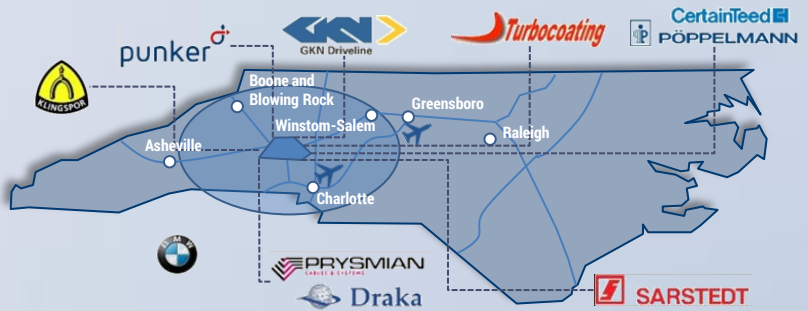 punker
GKN Driveline
Turbocoating
CertainTeed
PÖPPELMANN
KLINGSPOR
Boone and
Blowing Rock
Greensboro
Winstom-Salem
Raleigh
Asheville
Charlotte
BMW
PRYSMIAN
CABLES & SYSTEMS
Draka
SARSTEDT